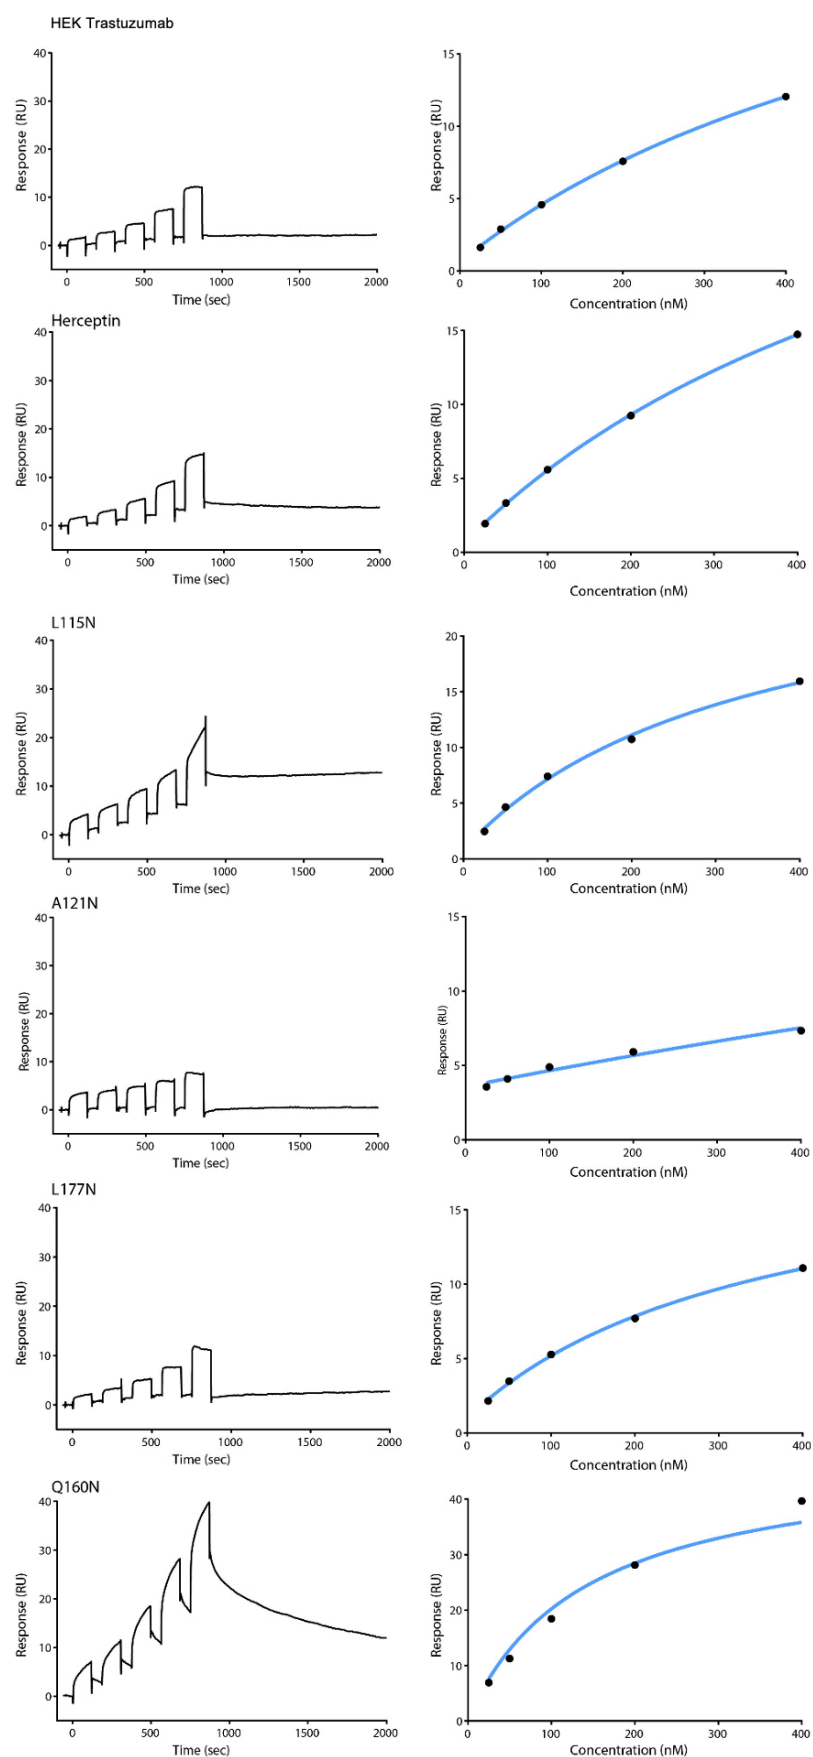 HEK Trastuzumab
40
30
20
10
0
Response (RU)
0 500 1000 1500 2000
Time (sec)
15
10
5
0
Response (RU)
0 100 200 300 400
Concentration (nM)
Herceptin
40
30
20
10
0
Response (RU)
0 500 1000 1500 2000
Time (sec)
15
10
5
0
Response (RU)
0 100 200 300 400
Concentration (nM)
L115N
40
30
20
10
0
Response (RU)
0 500 1000 1500 2000
Time (sec)
20
15
10
5
0
Response (RU)
0 100 200 300 400
Concentration (nM)
A121N
40
30
20
10
0
Response (RU)
0 500 1000 1500 2000
Time (sec)
15
10
5
0
Response (RU)
0 100 200 300 400
Concentration (nM)
L177N
40
30
20
10
0
Response (RU)
0 500 1000 1500 2000
Time (sec)
15
10
5
0
Response (RU)
0 100 200 300 400
Concentration (nM)
Q160N
40
30
20
10
0
Response (RU)
0 500 1000 1500 2000
Time (sec)
40
30
20
10
0
Response (RU)
0 100 200 300 400
Concentration (nM)